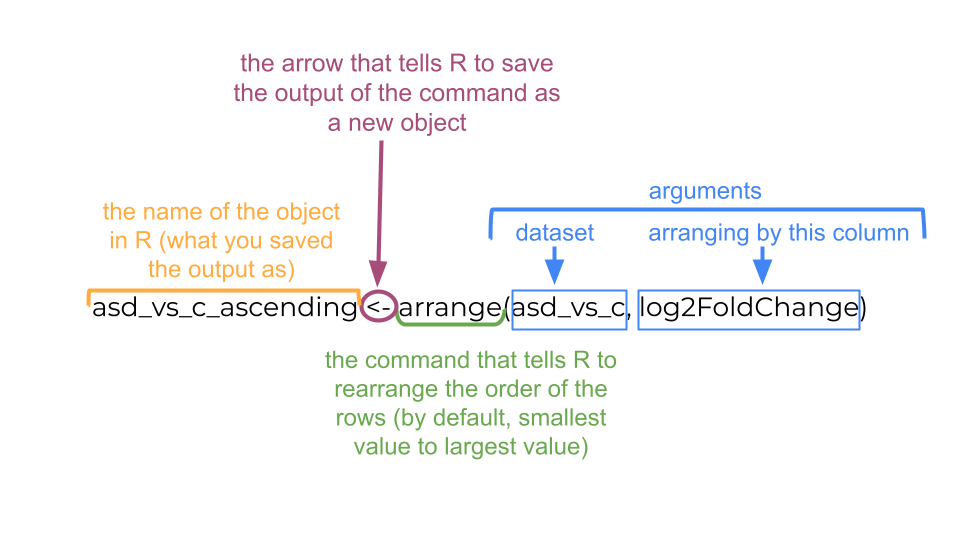 the arrow that tells R to save
the output of the command as
a new object
arguments
the name of the object
in R (what you saved
the output as)
dataset
arranging by this column
asd_vs_c_ascending <- arrange(asd_vs_c, log2FoldChange)
the command that tells R to
rearrange the order of the
rows (by default, smallest
value to largest value)